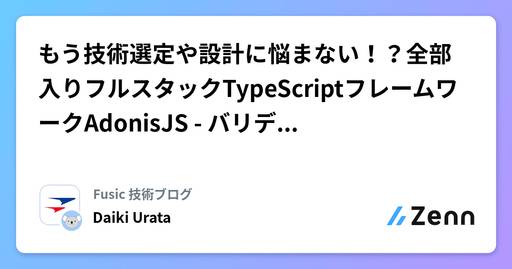 もう技術選定や設計に悩まない！？全部
入りフルスタックTypeScriptフレームワ
ークAdonisJS - バリデ...
Fusic 技術ブログ
Daiki Urata
Zenn